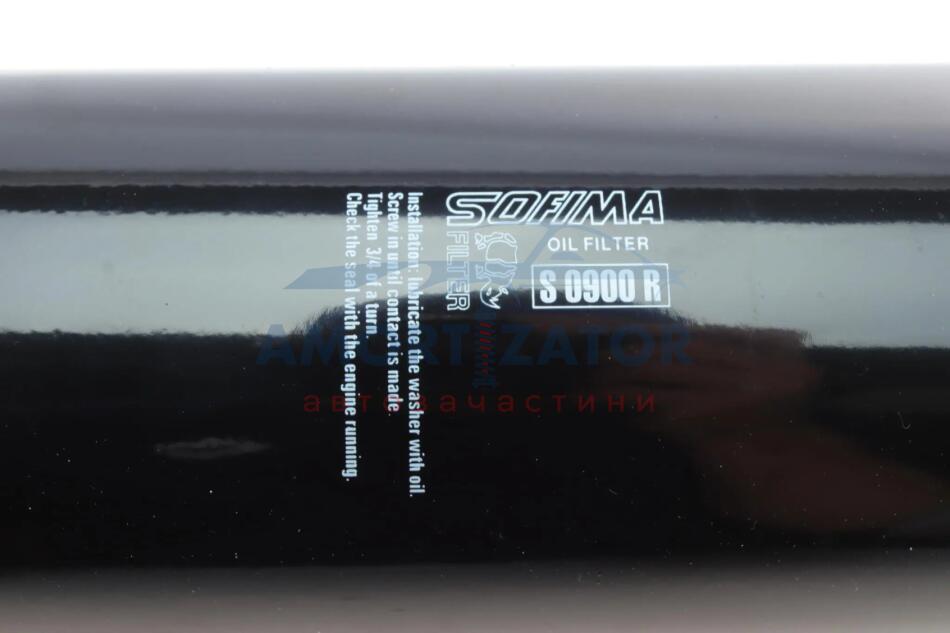 SOFIMA
FILTER
OIL FILTER
S 0900 R
Installation: lubricate the washer with oil.
Screw in until contact is made.
Tighten 3/4 of a turn.
Check the seal with the engine running.
AMORTIZATOR
автозапчастини